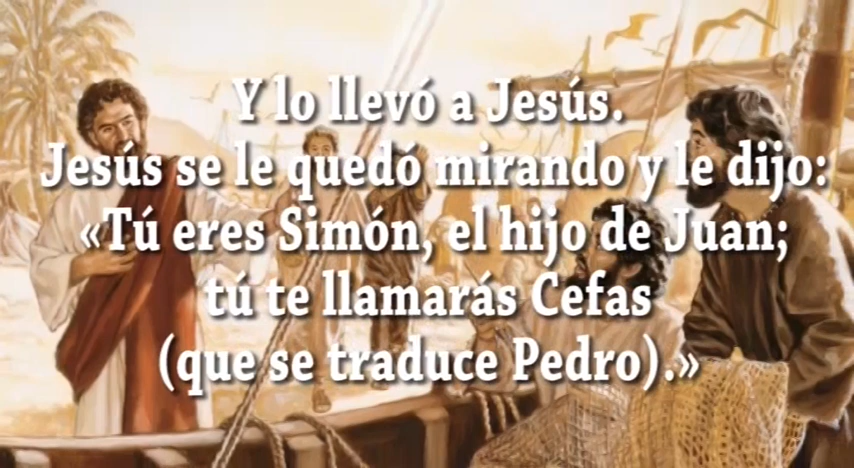 Y lo llevó a Jesús.
Jesús se le quedó mirando y le dijo:
«Tú eres Simón, el hijo de Juan;
tú te llamarás Cefas
(que se traduce Pedro).»